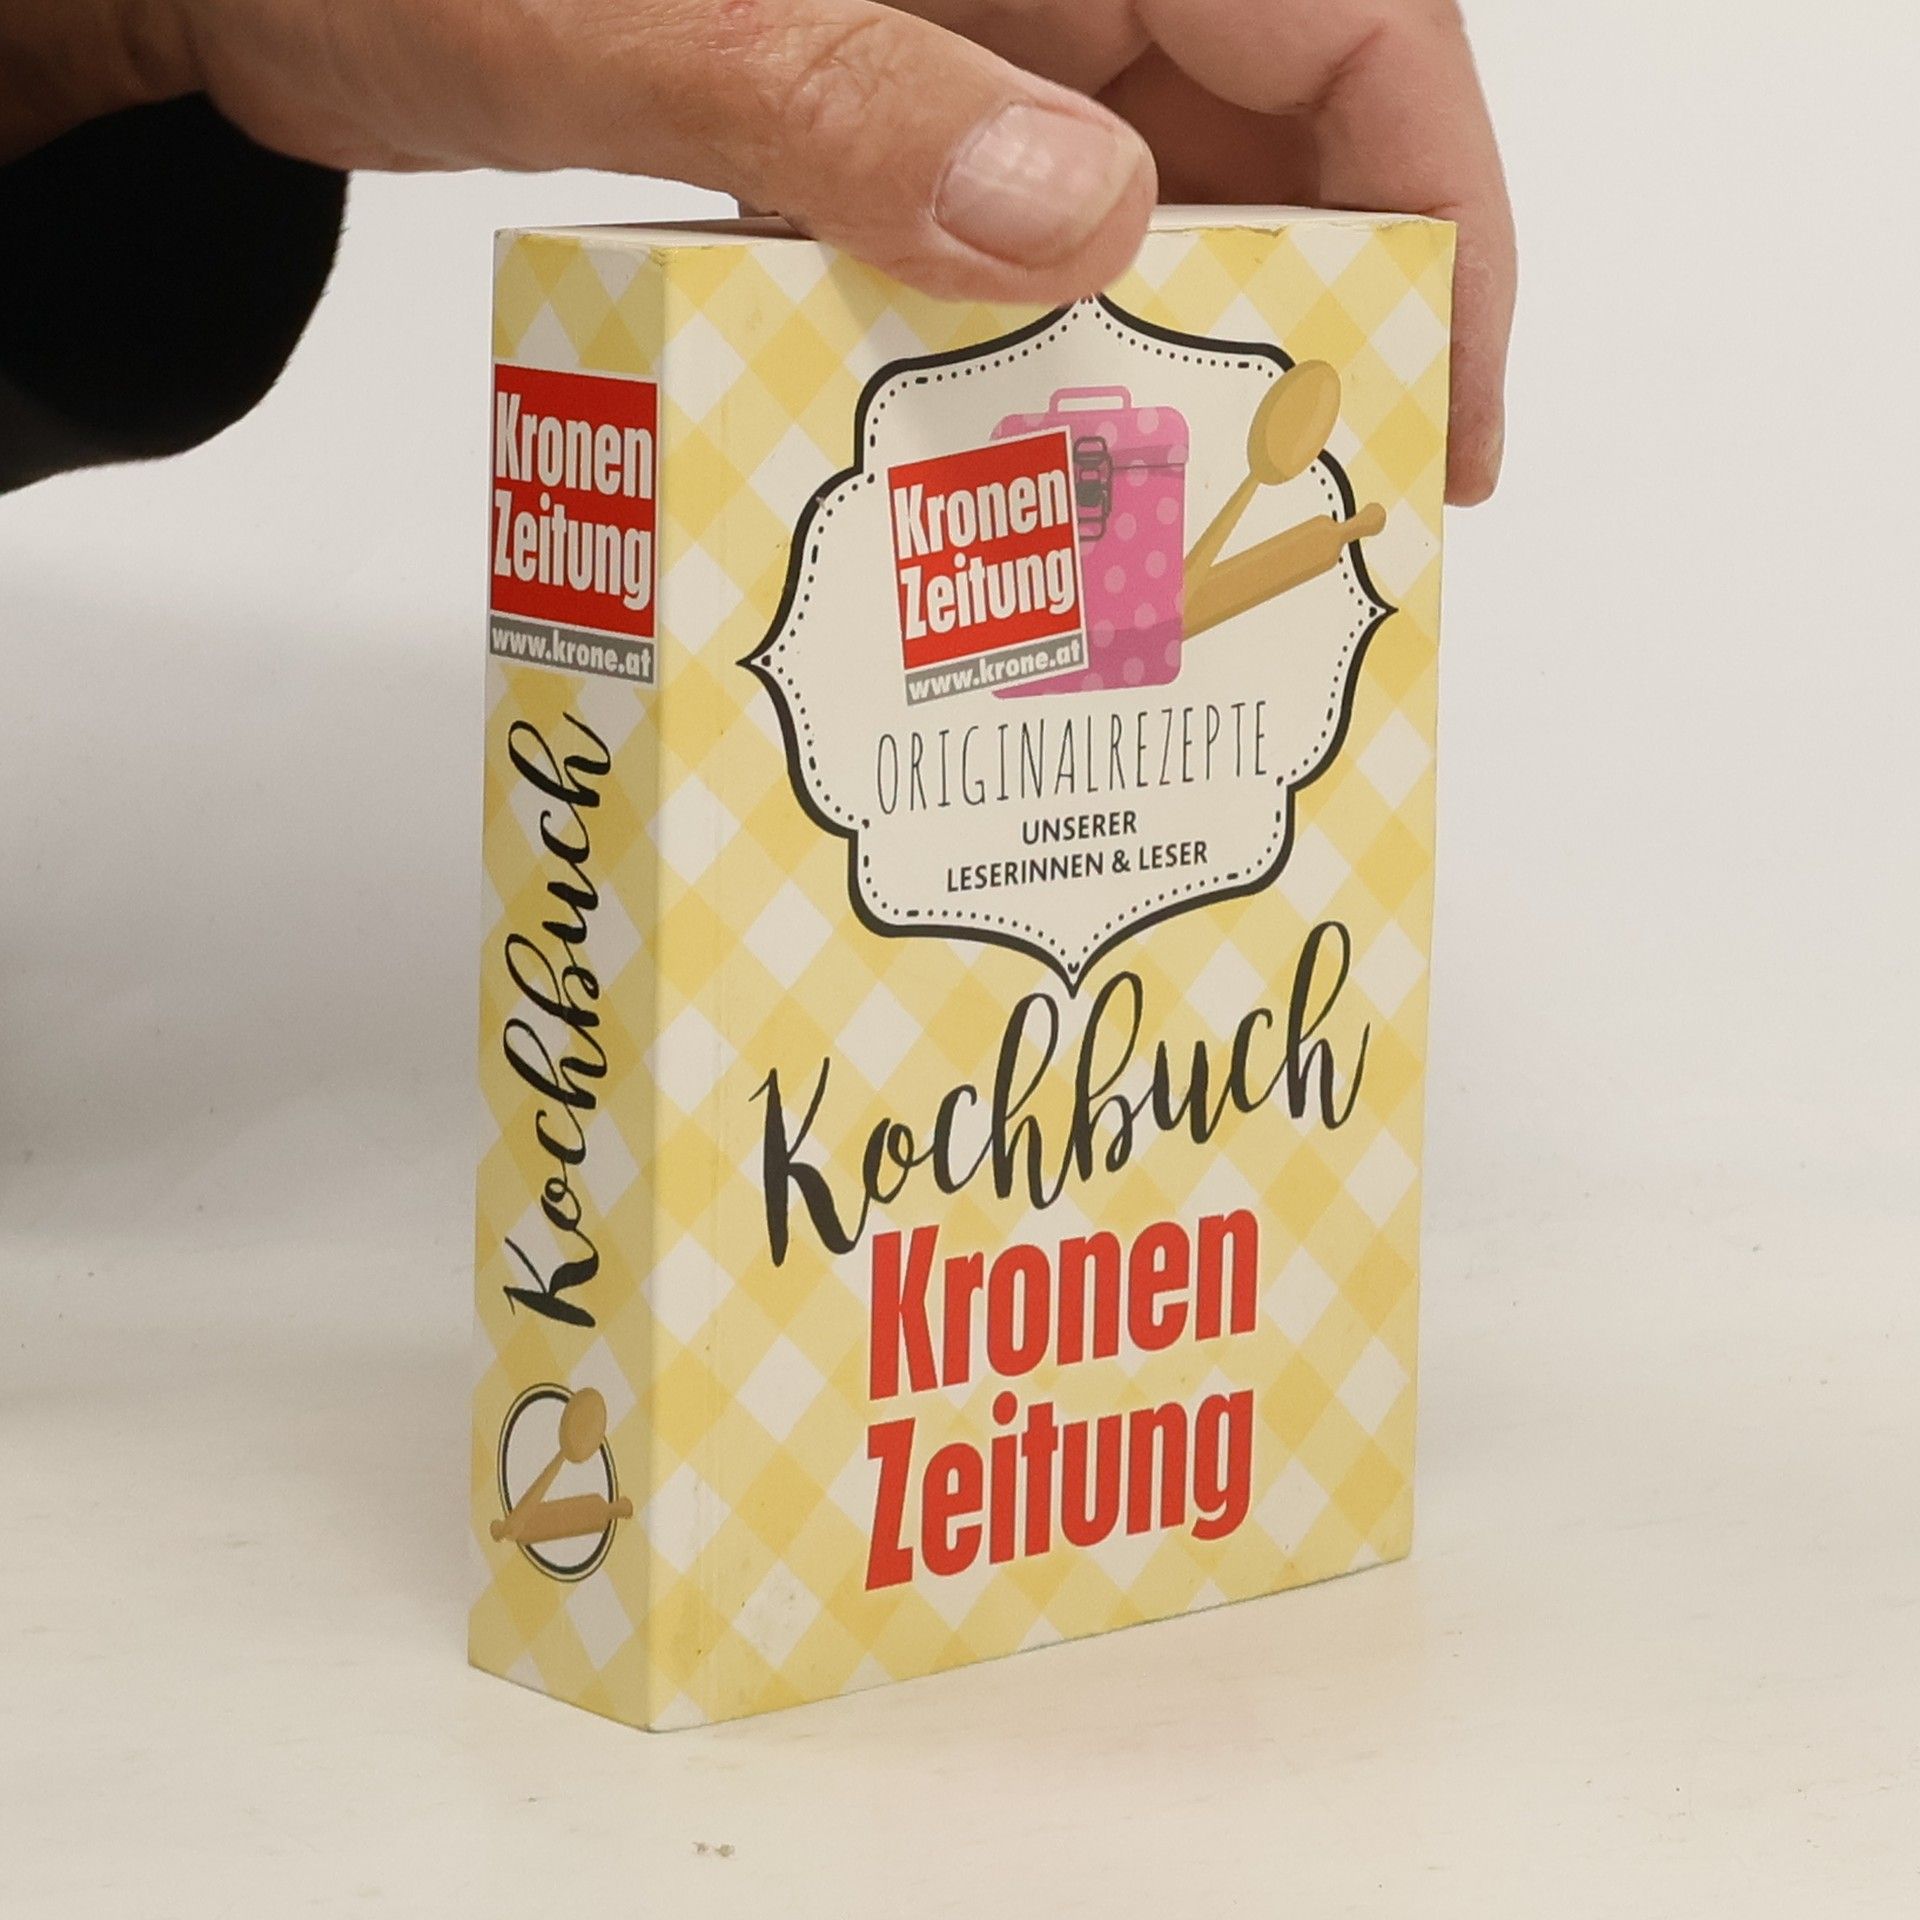 Kronen
Zeitung
www.krone.at
Kochbuch
Kronen
Zeitung
www.krone.at
ORIGINALREZEPTE
UNSERER
LESERINNEN & LESER
Kochbuch
Kronen
Zeitung